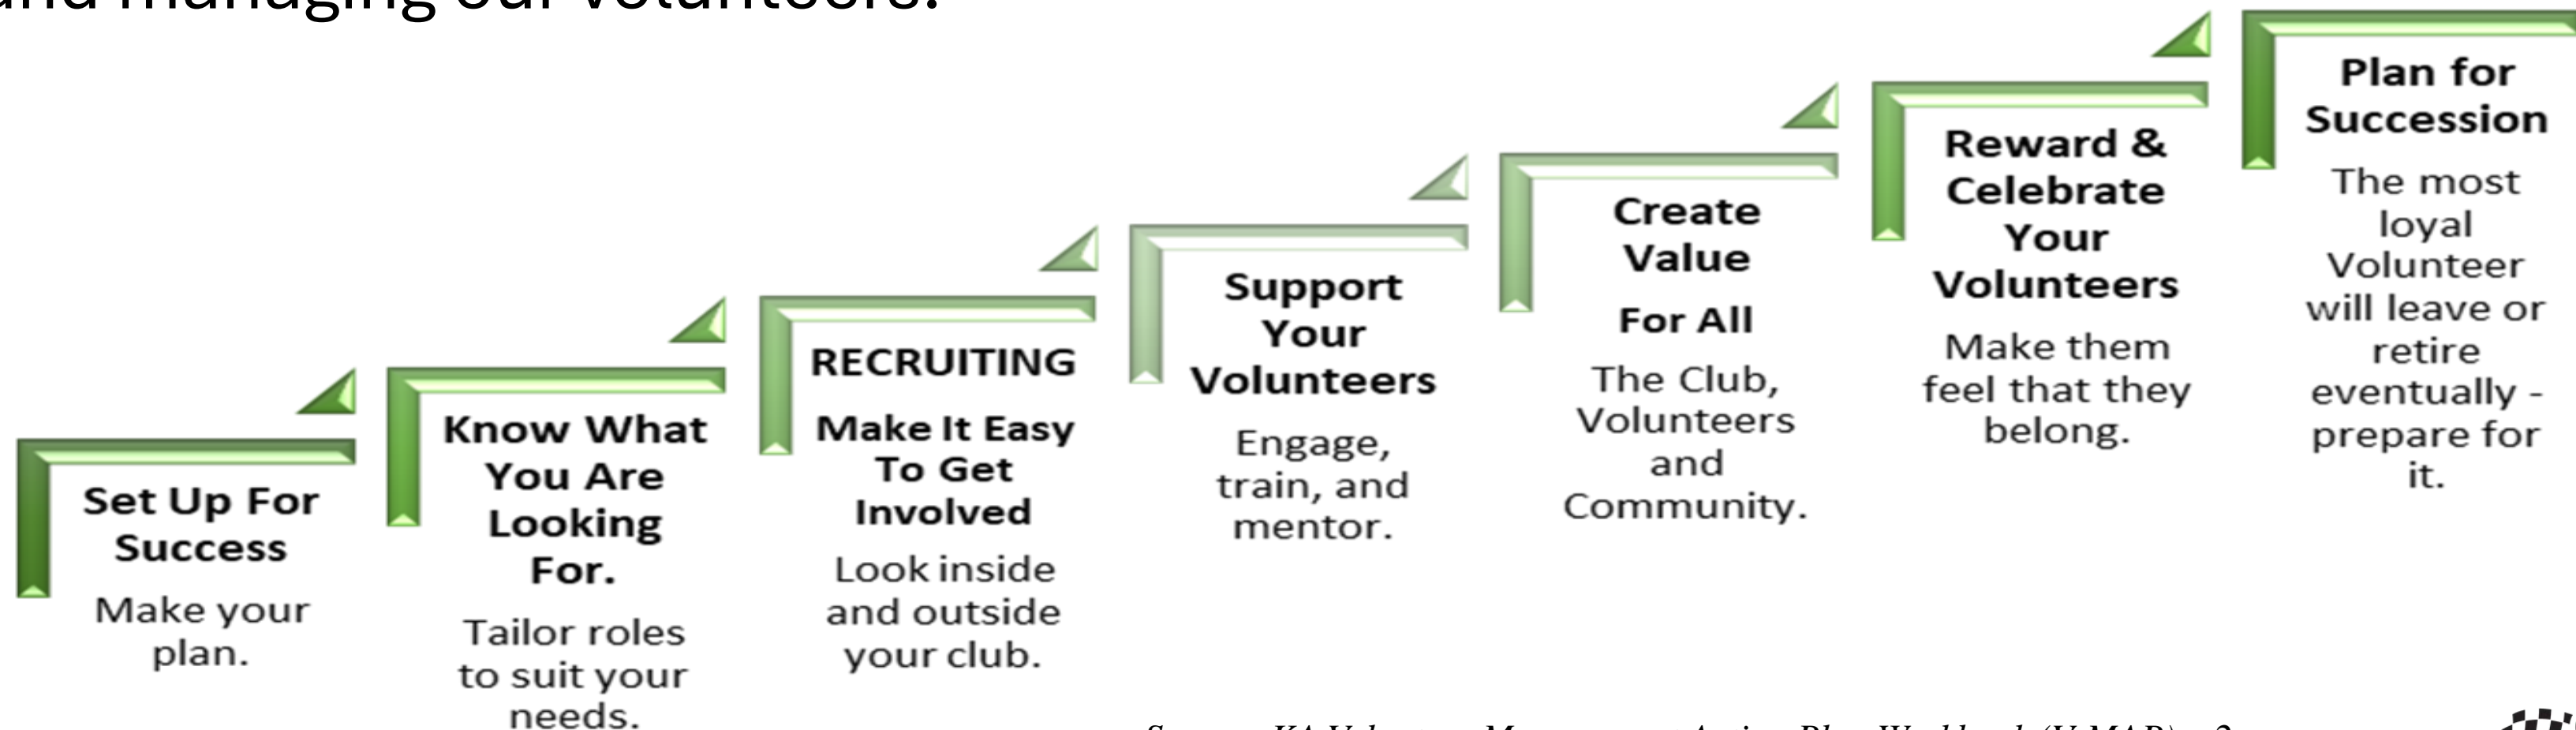 and managing our volunteers.
Set Up For
Success
Make your
plan.
Know What
You Are
Looking
For.
Tailor roles
to suit your
needs.
RECRUITING
Make It Easy
To Get
Involved
Look inside
and outside
your club.
Support
Your
Volunteers
Engage,
train, and
mentor.
Create
Value
For All
The Club,
Volunteers
and
Community.
Reward &
Celebrate
Your
Volunteers
Make them
feel that they
belong.
Plan for
Succession
The most
loyal
Volunteer
will leave or
retire
eventually -
prepare for
it.